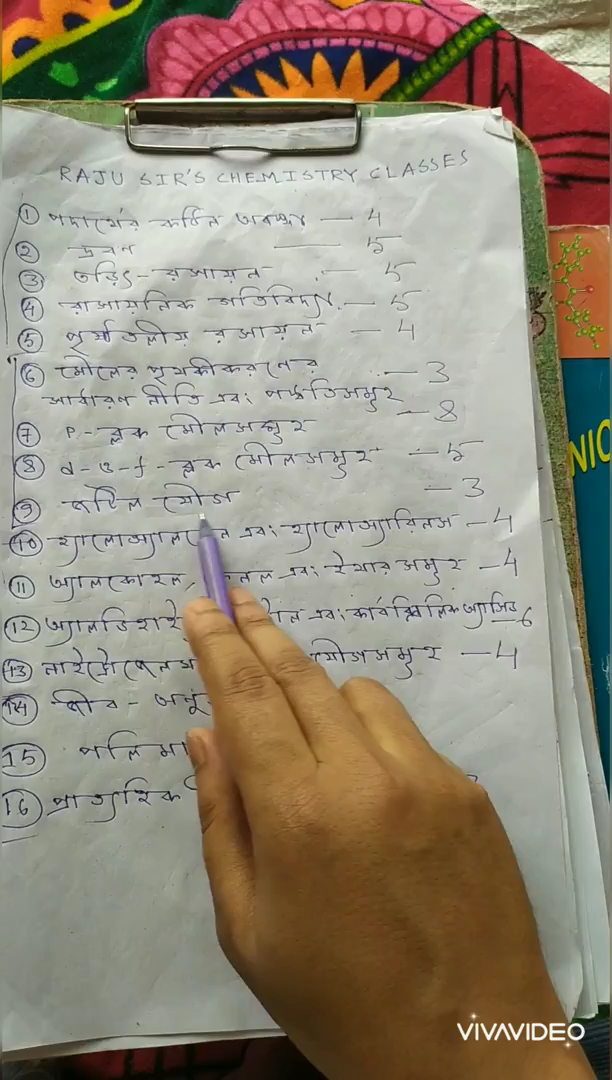 RAJU SIR'S CHEMISTRY CLASSES
① পদার্থের কঠিন অবস্থা — 4
② দ্রবণ — 5
③ তড়িৎ-রসায়ন — 5
④ রাসায়নিক গতিবিদ্যা — 5
⑤ পৃষ্ঠতলীয় রসায়ন — 4
⑥ মৌলের পৃথকীকরণের
সাধারণ নীতি এবং পদ্ধতিসমূহ — 3
⑦ P-ব্লক মৌলসমূহ — 8
⑧ d-ও-f-ব্লক মৌলসমূহ — 5
⑨ জটিল যৌগ — 3
⑩ হ্যালোঅ্যালকেন এবং হ্যালোঅ্যারিনস — 4
⑪ অ্যালকোহল, ফেনল এবং ইথার সমূহ — 4
⑫ অ্যালডিহাই এবং কার্বক্সিলিক অ্যাসিড — 6
⑬ যৌগসমূহ — 4
⑭ জীব-অণু
⑮ পলিমা
⑯ প্রাত্যহিক
NIC
VIVAVIDEO